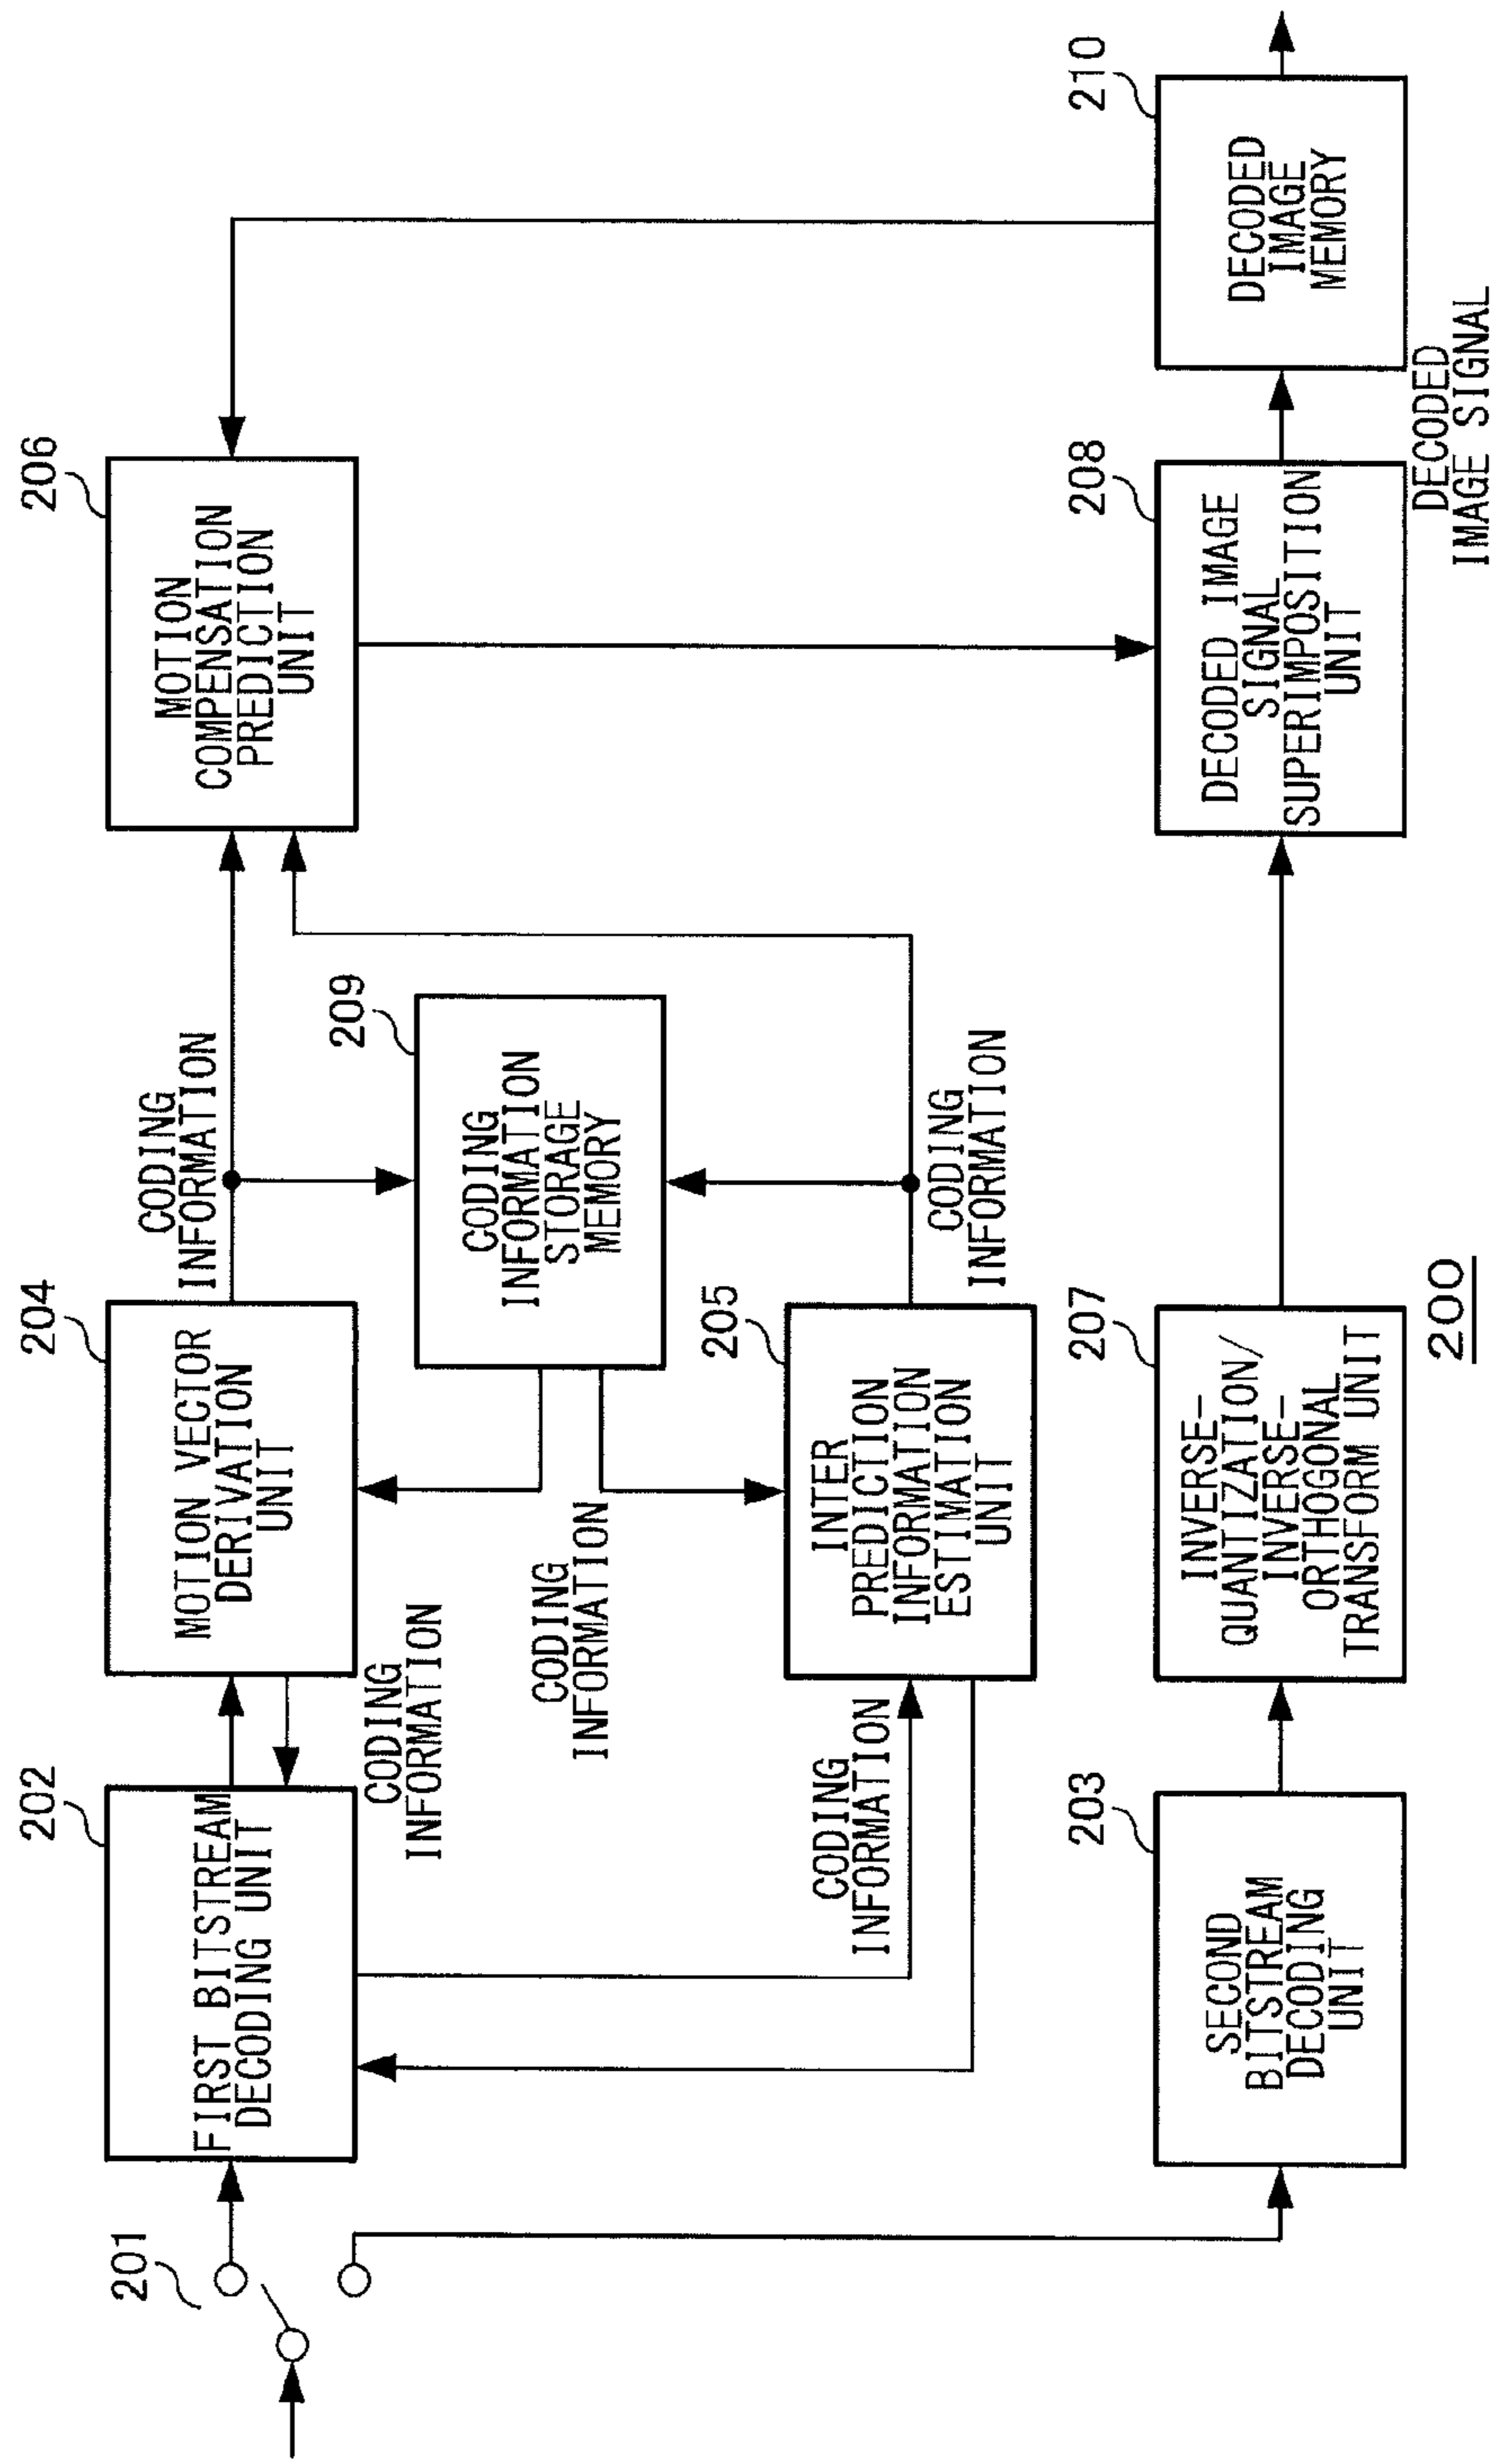 201
202
FIRST BITSTREAM
DECODING UNIT
204
MOTION VECTOR
DERIVATION
UNIT
CODING
INFORMATION
206
MOTION
COMPENSATION
PREDICTION
UNIT
CODING
INFORMATION
209
CODING
INFORMATION
STORAGE
MEMORY
CODING
INFORMATION
CODING
INFORMATION
205
INTER
PREDICTION
INFORMATION
ESTIMATION
UNIT
CODING
INFORMATION
203
SECOND
BITSTREAM
DECODING
UNIT
207
INVERSE-
QUANTIZATION/
INVERSE-
ORTHOGONAL
TRANSFORM UNIT
208
DECODED IMAGE
SIGNAL
SUPERIMPOSITION
UNIT
210
DECODED
IMAGE
MEMORY
DECODED
IMAGE SIGNAL
200